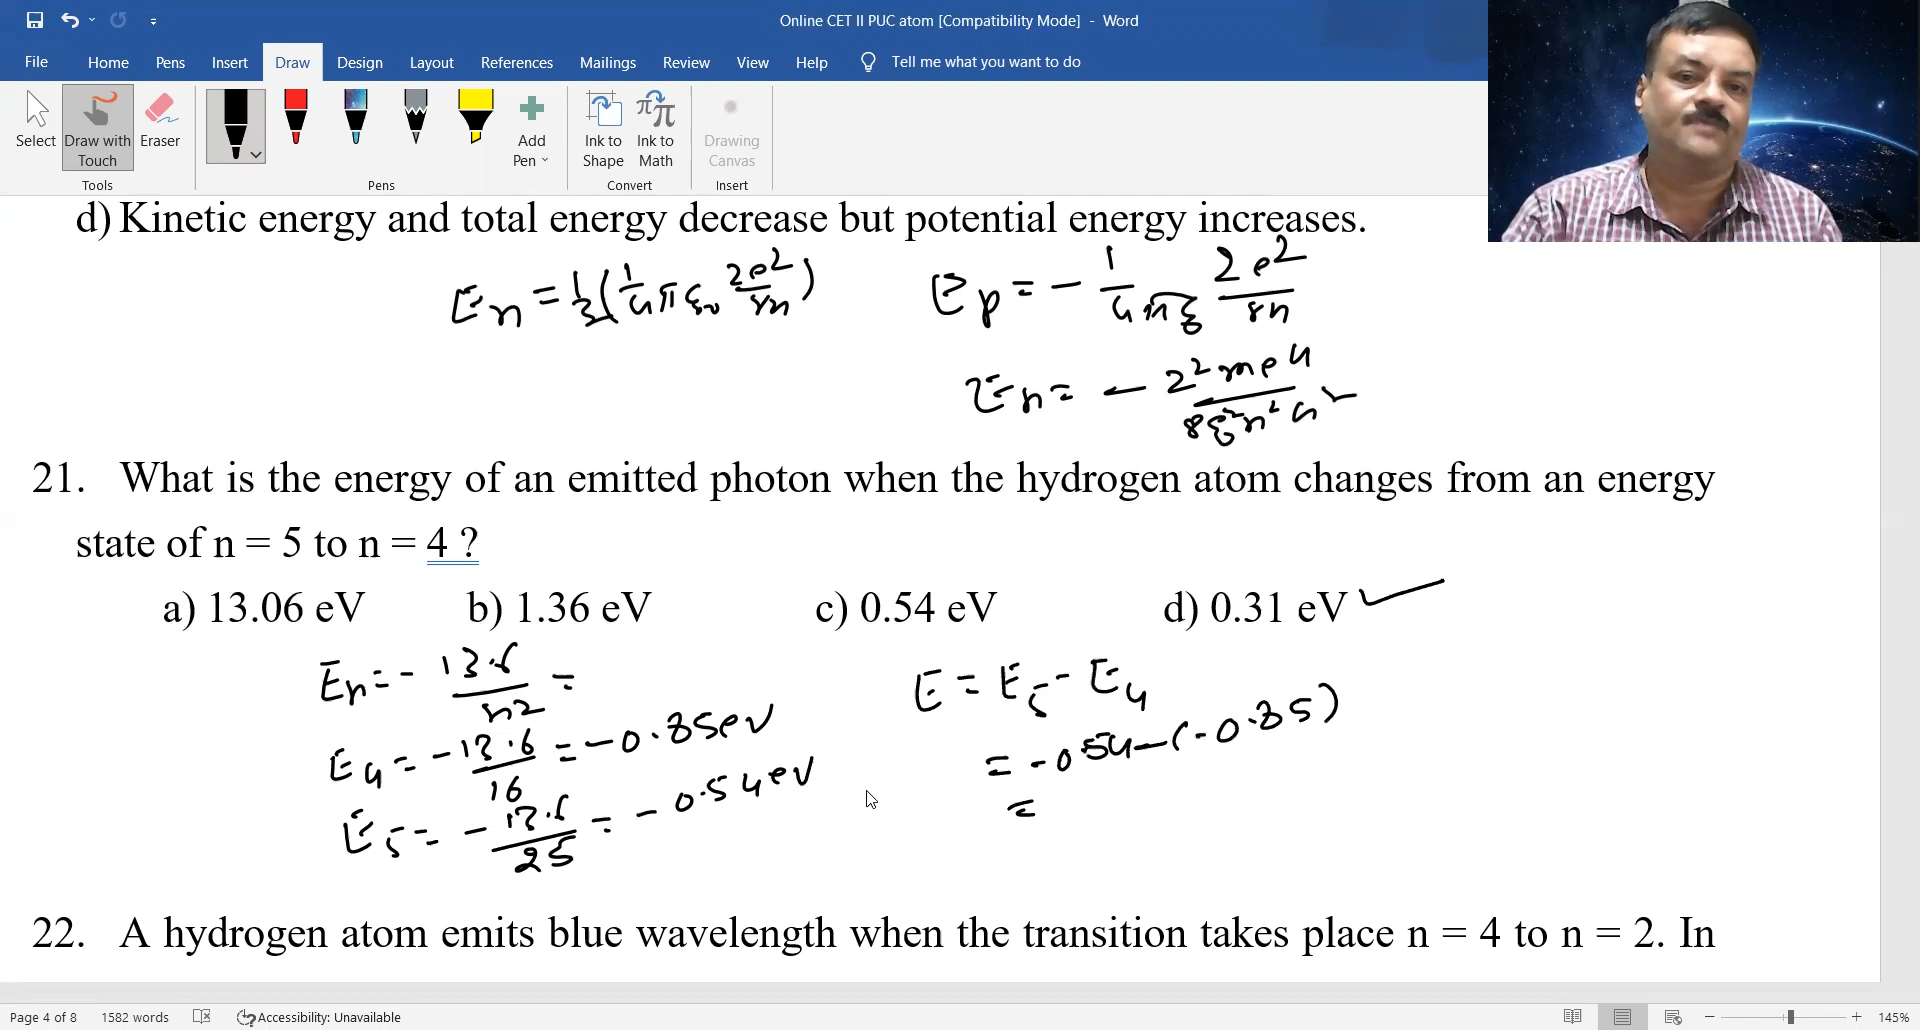 Online CET II PUC atom [Compatibility Mode] - Word
File Home Pens Insert Draw Design Layout References Mailings Review View Help Tell me what you want to do
Select Draw with Touch Eraser Add Pen Ink to Shape Ink to Math Drawing Canvas
Tools Pens Convert Insert
d) Kinetic energy and total energy decrease but potential energy increases.
21. What is the energy of an emitted photon when the hydrogen atom changes from an energy
state of n = 5 to n = 4 ?
a) 13.06 eV b) 1.36 eV c) 0.54 eV d) 0.31 eV
En = - 13.6 / n2 =
E = E5 - E4
E4 = - 13.6 / 16 = - 0.85 eV
= - 0.54 - (- 0.85)
E5 = - 13.6 / 25 = - 0.54 eV
=
22. A hydrogen atom emits blue wavelength when the transition takes place n = 4 to n = 2. In
Page 4 of 8 1582 words Accessibility: Unavailable 145%